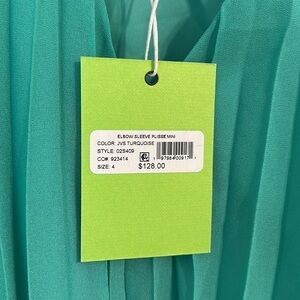 ELBOW SLEEVE PLISSE MINI
COLOR: JVS TURQUOISE
STYLE: 02S409
CO#: 923414
SIZE: 4
$128.00